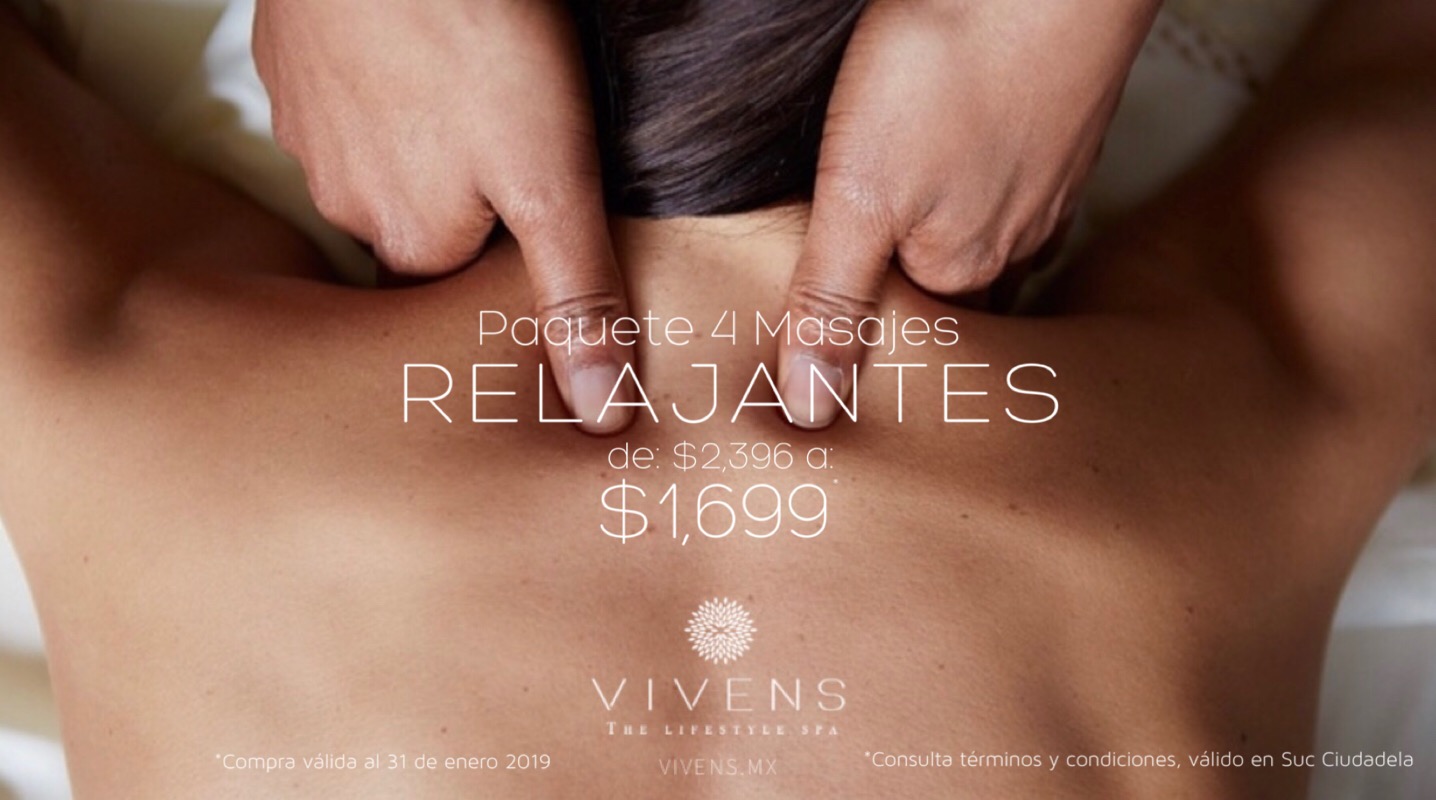 Paquete 4 Masajes
RELAJANTES
de: $2,396 a:
$1,699*
VIVENS
THE LIFESTYLE SPA
*Compra válida al 31 de enero 2019
VIVENS.MX
*Consulta términos y condiciones, válido en Suc Ciudadela